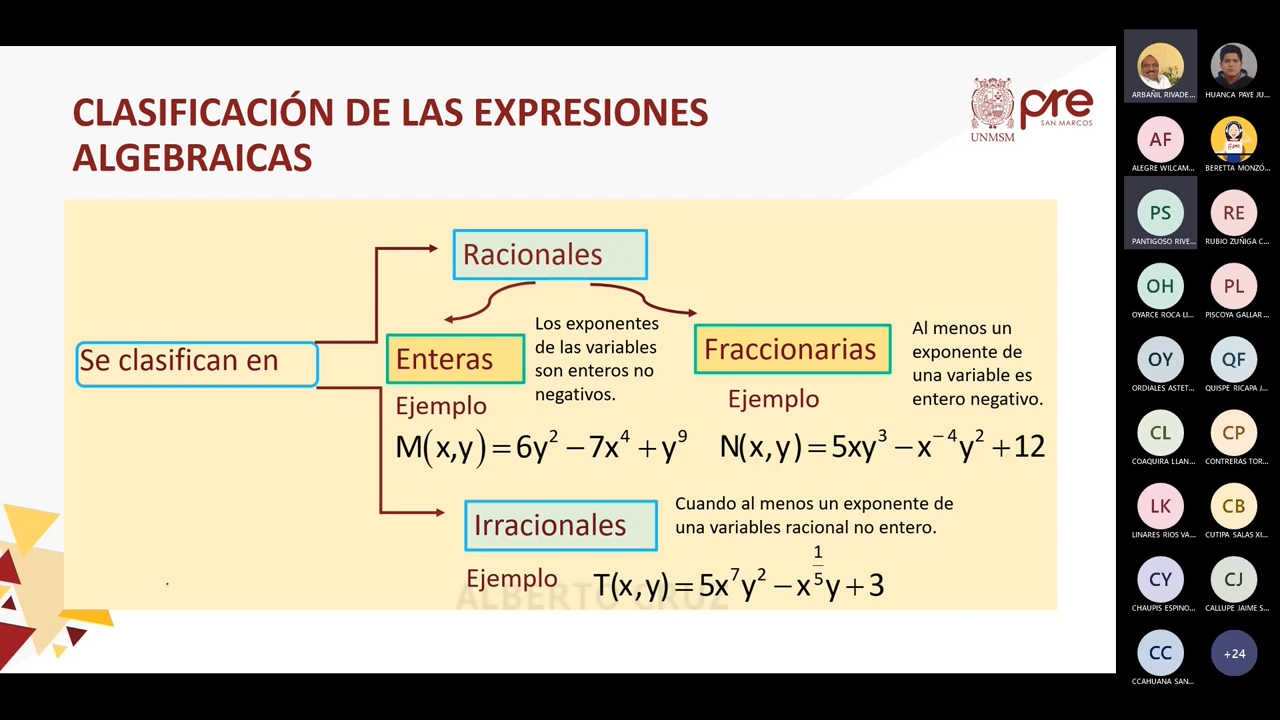 CLASIFICACIÓN DE LAS EXPRESIONES
ALGEBRAICAS
UNMSM
pre
SAN MARCOS
Racionales
Se clasifican en
Enteras
Los exponentes
de las variables
son enteros no
negativos.
Fraccionarias
Al menos un
exponente de
una variable es
entero negativo.
Ejemplo
M(x,y) = 6y² − 7x⁴ + y⁹
Ejemplo
N(x,y) = 5xy³ − x⁻⁴y² + 12
Irracionales
Cuando al menos un exponente de
una variables racional no entero.
Ejemplo
T(x,y) = 5x⁷y² − x^(1/5)y + 3
ALBERTO CRUZ
ARBAÑIL RIVADE...
HUANCA PAYE JU...
AF
ALEGRE WILCAM...
BERETTA MONZÓ...
PS
PANTIGOSO RIVE...
RE
RUBIO ZUÑIGA C...
OH
OYARCE ROCA LI...
PL
PISCOYA GALLAR ...
OY
ORDIALES ASTET...
QF
QUISPE RICAPA J...
CL
COAQUIRA LLAN...
CP
CONTRERAS TOR...
LK
LINARES RIOS VA...
CB
CUTIPA SALAS XI...
CY
CHAUPIS ESPINO...
CJ
CALLUPE JAIME S...
CC
CCAHUANA SAN...
+24